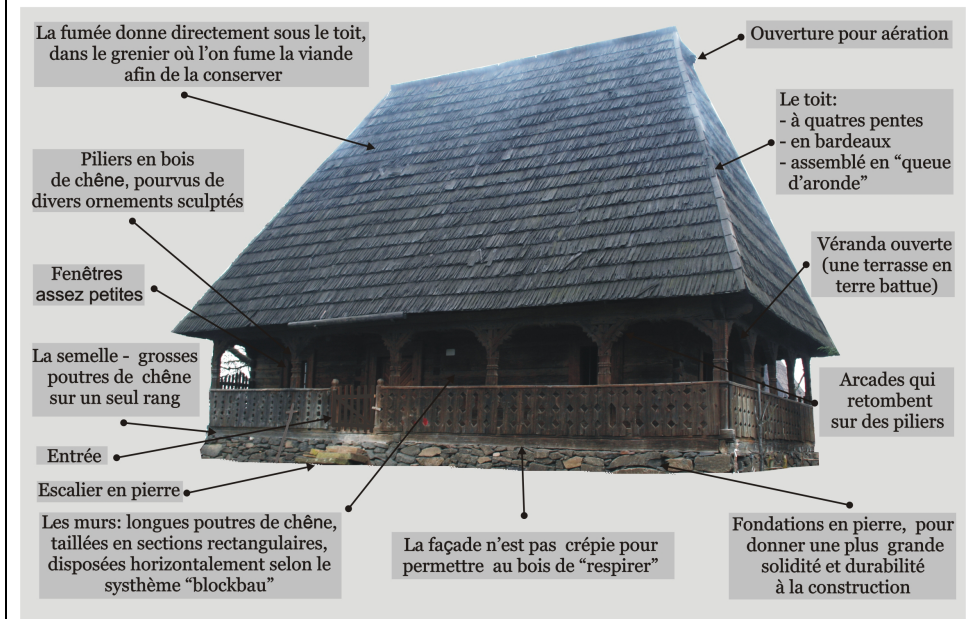 La fumée donne directement sous le toit,
dans le grenier où l'on fume la viande
afin de la conserver
Ouverture pour aération
Le toit:
- à quatres pentes
- en bardeaux
- assemblé en “queue
d'aronde”
Piliers en bois
de chêne, pourvus de
divers ornements sculptés
Véranda ouverte
(une terrasse en
terre battue)
Fenêtres
assez petites
La semelle - grosses
poutres de chêne
sur un seul rang
Arcades qui
retombent
sur des piliers
Entrée
Escalier en pierre
Les murs: longues poutres de chêne,
taillées en sections rectangulaires,
disposées horizontalement selon le
systhème “blockbau”
La façade n'est pas crépie pour
permettre au bois de “respirer”
Fondations en pierre, pour
donner une plus grande
solidité et durabilité
à la construction